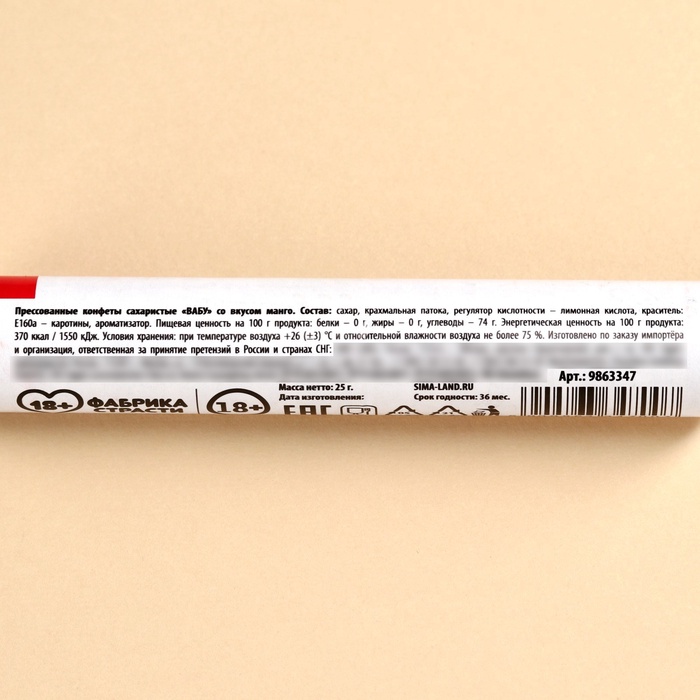 Прессованные конфеты сахаристые «ВАБУ» со вкусом манго. Состав: сахар, крахмальная патока, регулятор кислотности – лимонная кислота, краситель:
E160a – каротины, ароматизатор. Пищевая ценность на 100 г продукта: белки – 0 г, жиры – 0 г, углеводы – 74 г. Энергетическая ценность на 100 г продукта:
370 ккал / 1550 кДж. Условия хранения: при температуре воздуха +26 (±3) °C и относительной влажности воздуха не более 75 %. Изготовлено по заказу импортёра
и организация, ответственная за принятие претензий в России и странах СНГ:
Арт.: 9863347
18+ ФАБРИКА СТРАСТИ
18+
Масса нетто: 25 г.
Дата изготовления:
EAC
SIMA-LAND.RU
Срок годности: 36 мес.